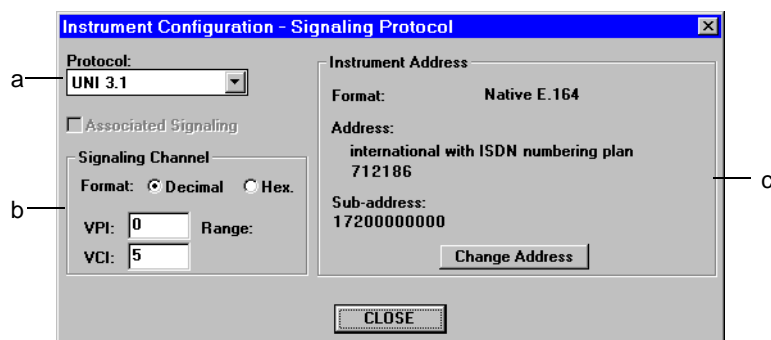 Instrument Configuration - Signaling Protocol
a
Protocol:
UNI 3.1
Associated Signaling
b
Signaling Channel
Format: Decimal Hex.
VPI: 0 Range:
VCI: 5
Instrument Address
Format: Native E.164
Address:
international with ISDN numbering plan
712186
Sub-address:
17200000000
Change Address
c
CLOSE